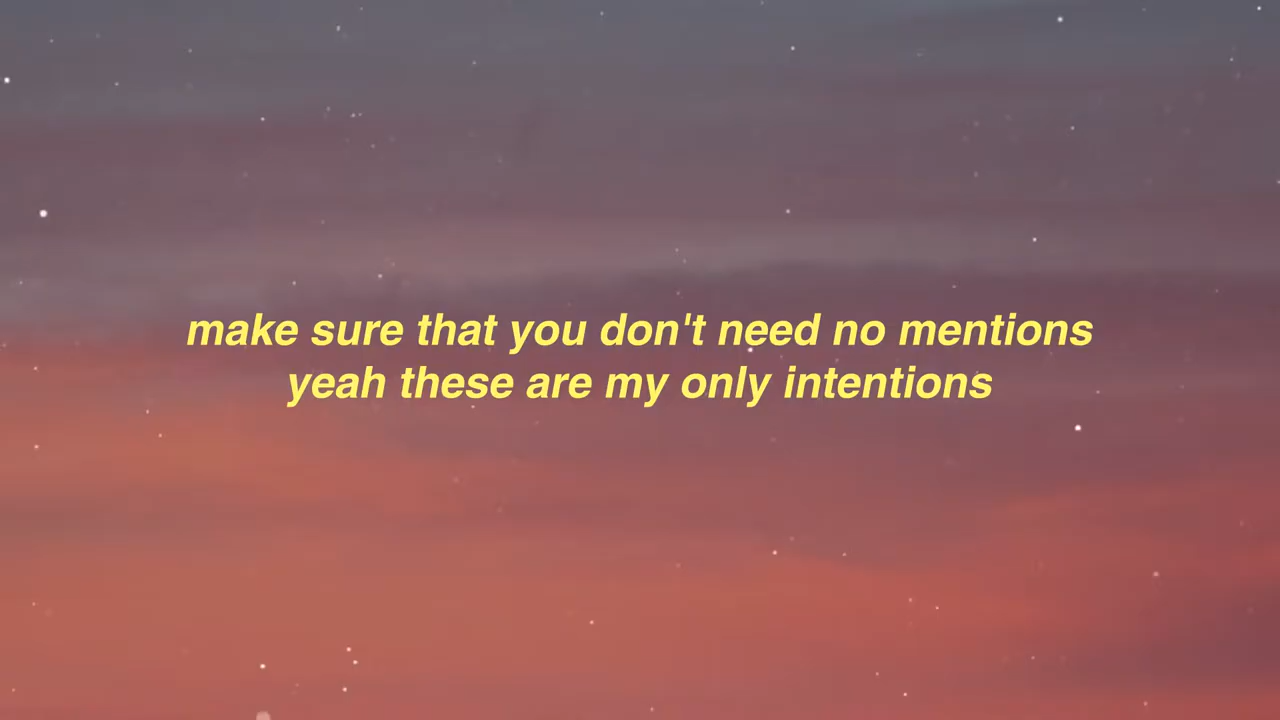 make sure that you don't need no mentions
yeah these are my only intentions